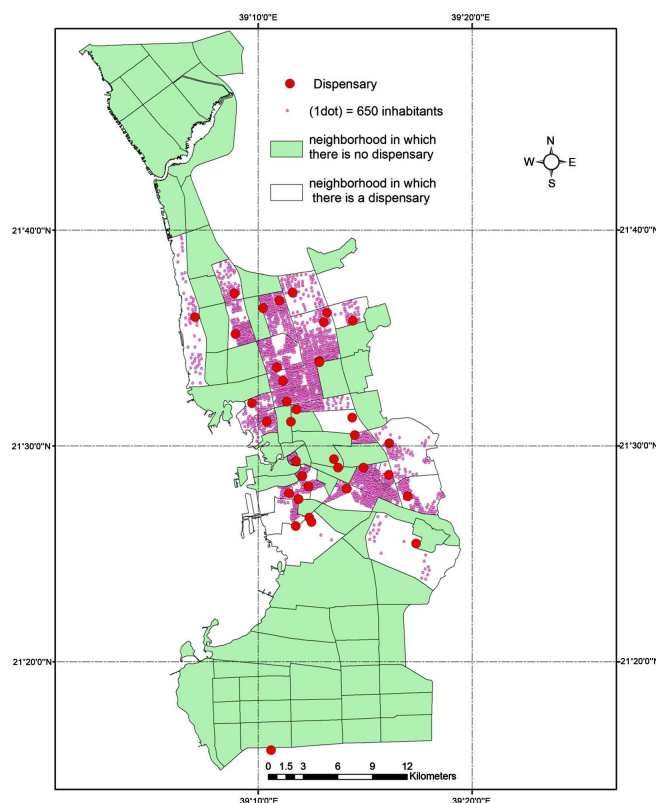 39°10'0"E
39°20'0"E
Dispensary
(1dot) = 650 inhabitants
neighborhood in which
there is no dispensary
neighborhood in which
there is a dispensary
N
W
E
S
21°40'0"N
21°40'0"N
21°30'0"N
21°30'0"N
21°20'0"N
21°20'0"N
0 1.5 3 6 9 12
Kilometers
39°10'0"E
39°20'0"E